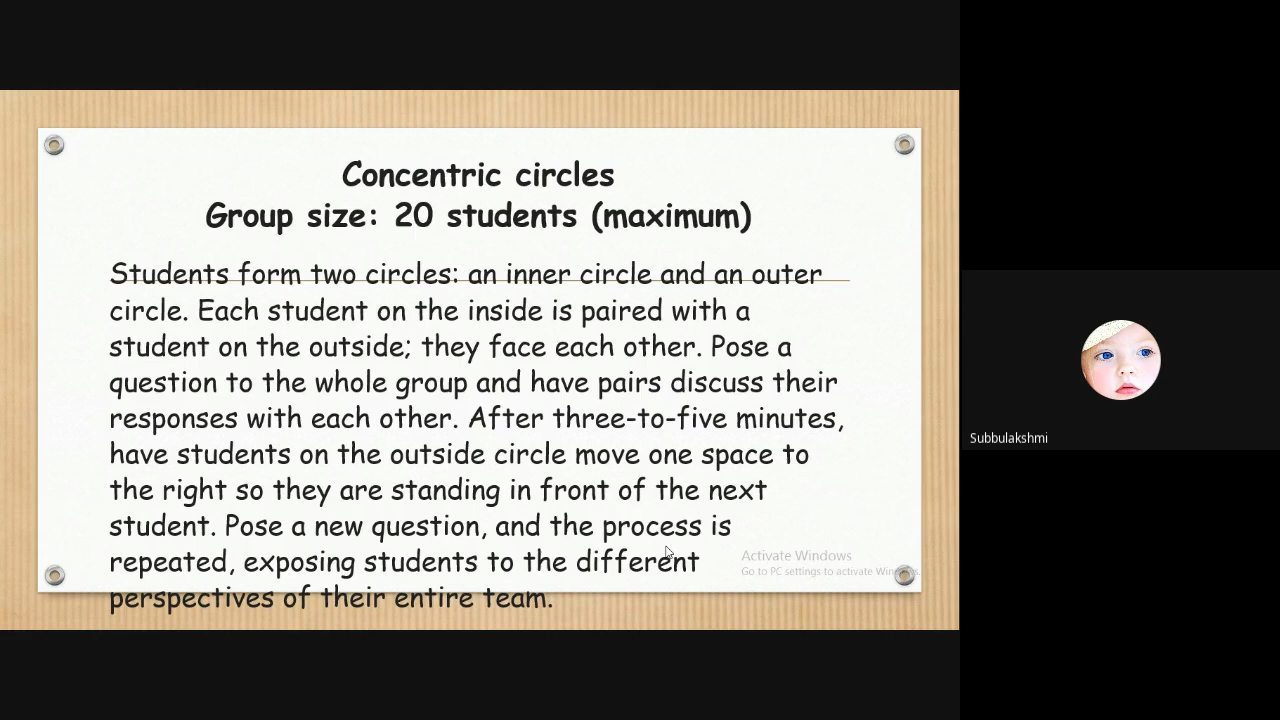 Concentric circles
Group size: 20 students (maximum)
Students form two circles: an inner circle and an outer
circle. Each student on the inside is paired with a
student on the outside; they face each other. Pose a
question to the whole group and have pairs discuss their
responses with each other. After three-to-five minutes,
have students on the outside circle move one space to
the right so they are standing in front of the next
student. Pose a new question, and the process is
repeated, exposing students to the different
perspectives of their entire team.
Activate Windows
Go to PC settings to activate Windows.
Subbulakshmi